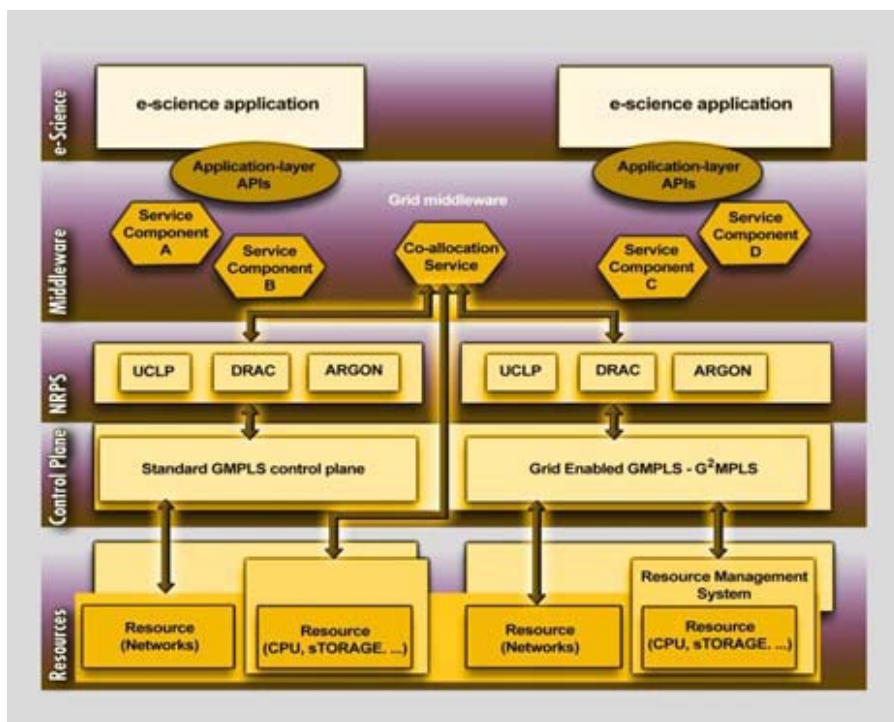 e-Science
e-science application
e-science application
Application-layer
APIs
Application-layer
APIs
Middleware
Grid middleware
Service
Component
A
Service
Component
B
Co-allocation
Service
Service
Component
C
Service
Component
D
NRPS
UCLP
DRAC
ARGON
UCLP
DRAC
ARGON
Control Plane
Standard GMPLS control plane
Grid Enabled GMPLS - G²MPLS
Resources
Resource
(Networks)
Resource
(CPU, sTORAGE. ...)
Resource
(Networks)
Resource Management
System
Resource
(CPU, sTORAGE. ...)